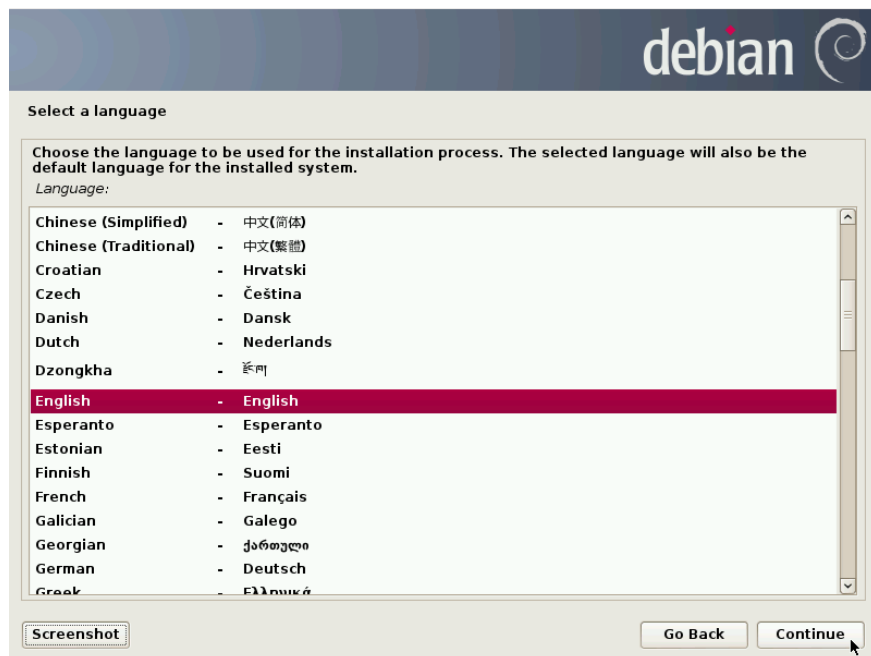 debian
Select a language
Choose the language to be used for the installation process. The selected language will also be the
default language for the installed system.
Language:
Chinese (Simplified) - 中文(简体)
Chinese (Traditional) - 中文(繁體)
Croatian - Hrvatski
Czech - Čeština
Danish - Dansk
Dutch - Nederlands
Dzongkha - རྫོང་ཁ།
English - English
Esperanto - Esperanto
Estonian - Eesti
Finnish - Suomi
French - Français
Galician - Galego
Georgian - ქართული
German - Deutsch
Greek - Ελληνικά
Screenshot Go Back Continue